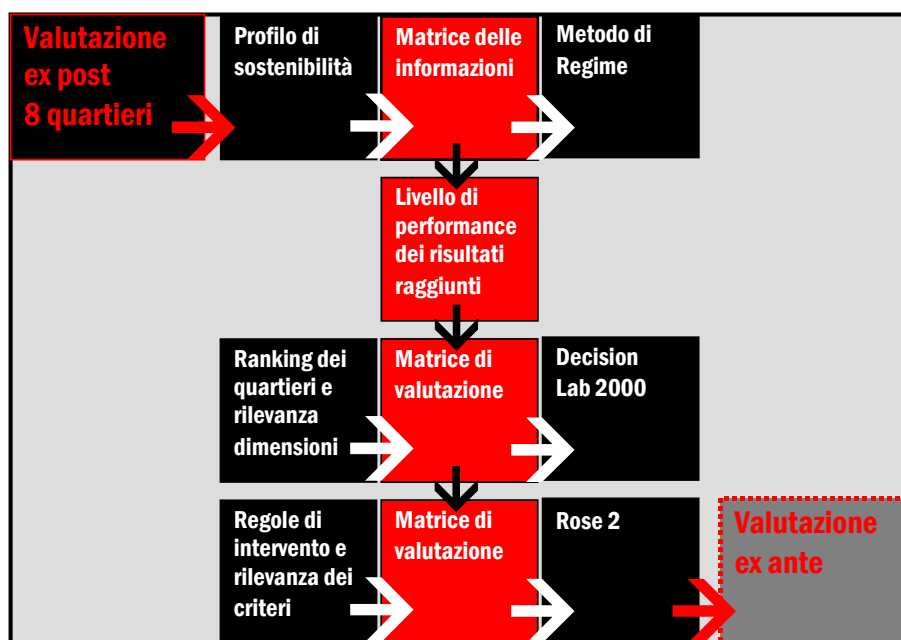 Valutazione
ex post
8 quartieri
Profilo di
sostenibilità
Matrice delle
informazioni
Metodo di
Regime
Livello di
performance
dei risultati
raggiunti
Ranking dei
quartieri e
rilevanza
dimensioni
Matrice di
valutazione
Decision
Lab 2000
Regole di
intervento e
rilevanza dei
criteri
Matrice di
valutazione
Rose 2
Valutazione
ex ante